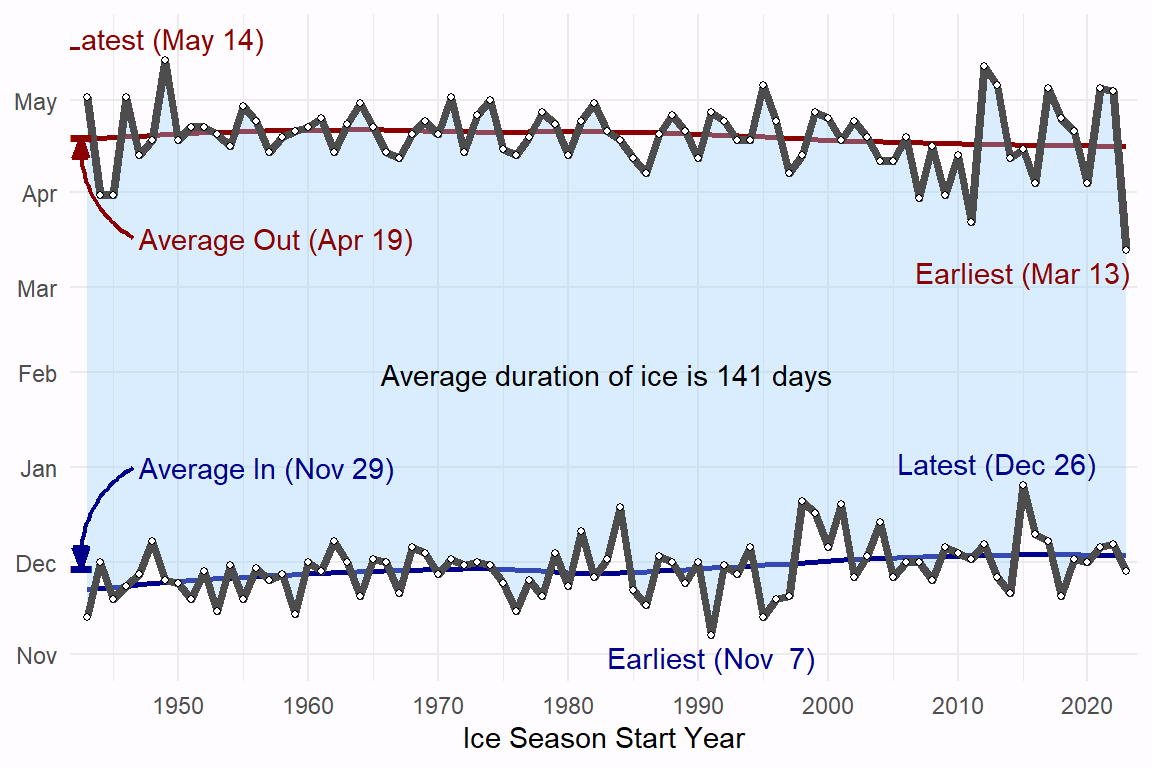 Latest (May 14)
May
Apr
Average Out (Apr 19)
Earliest (Mar 13)
Mar
Feb
Average duration of ice is 141 days
Jan
Average In (Nov 29)
Latest (Dec 26)
Dec
Nov
Earliest (Nov  7)
1950 1960 1970 1980 1990 2000 2010 2020
Ice Season Start Year